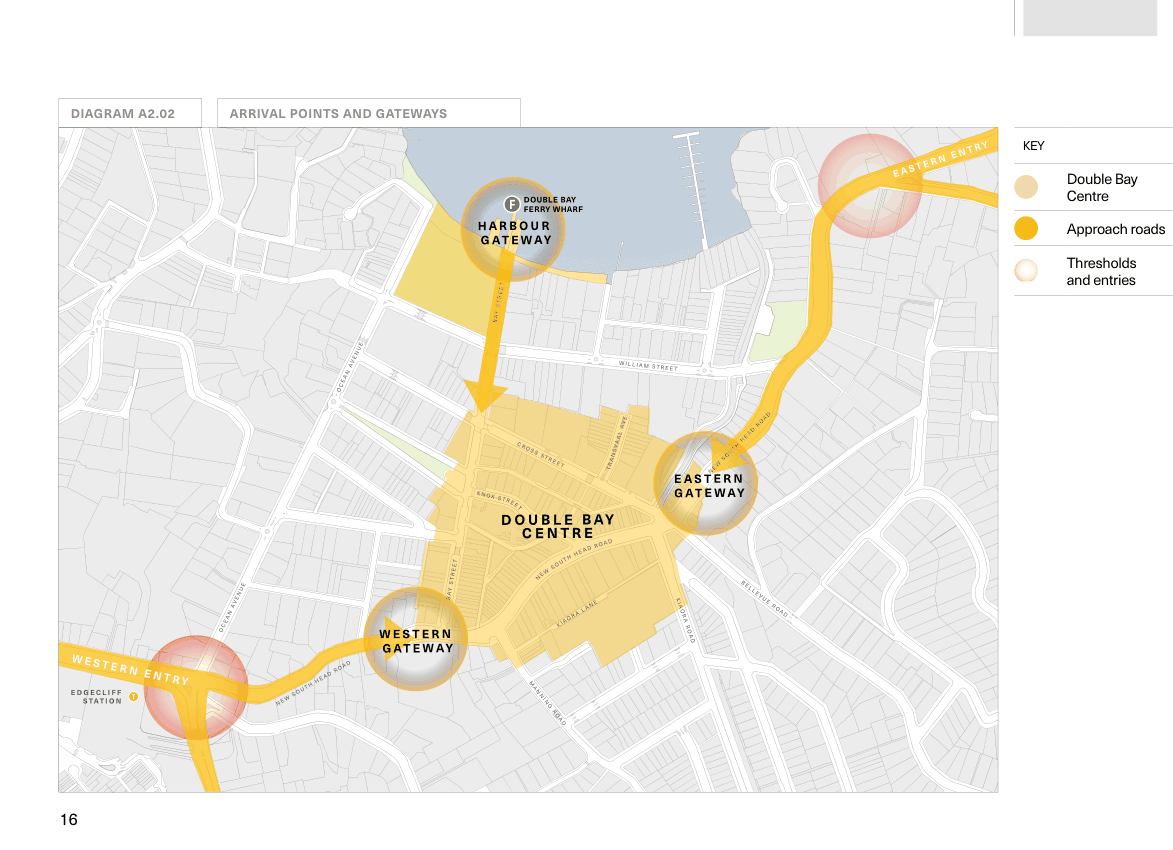 DIAGRAM A2.02
ARRIVAL POINTS AND GATEWAYS
KEY
Double Bay
Centre
Approach roads
Thresholds
and entries
EASTERN ENTRY
F
DOUBLE BAY
FERRY WHARF
HARBOUR
GATEWAY
BAY STREET
OCEAN AVENUE
WILLIAM STREET
NEW SOUTH HEAD ROAD
TRANSVAAL AVE
CROSS STREET
EASTERN
GATEWAY
KNOX STREET
DOUBLE BAY
CENTRE
NEW SOUTH HEAD ROAD
BAY STREET
OCEAN AVENUE
KIAORA LANE
KIAORA ROAD
BELLEVUE ROAD
WESTERN
GATEWAY
WESTERN ENTRY
EDGECLIFF
STATION
T
NEW SOUTH HEAD ROAD
MANNING ROAD
16